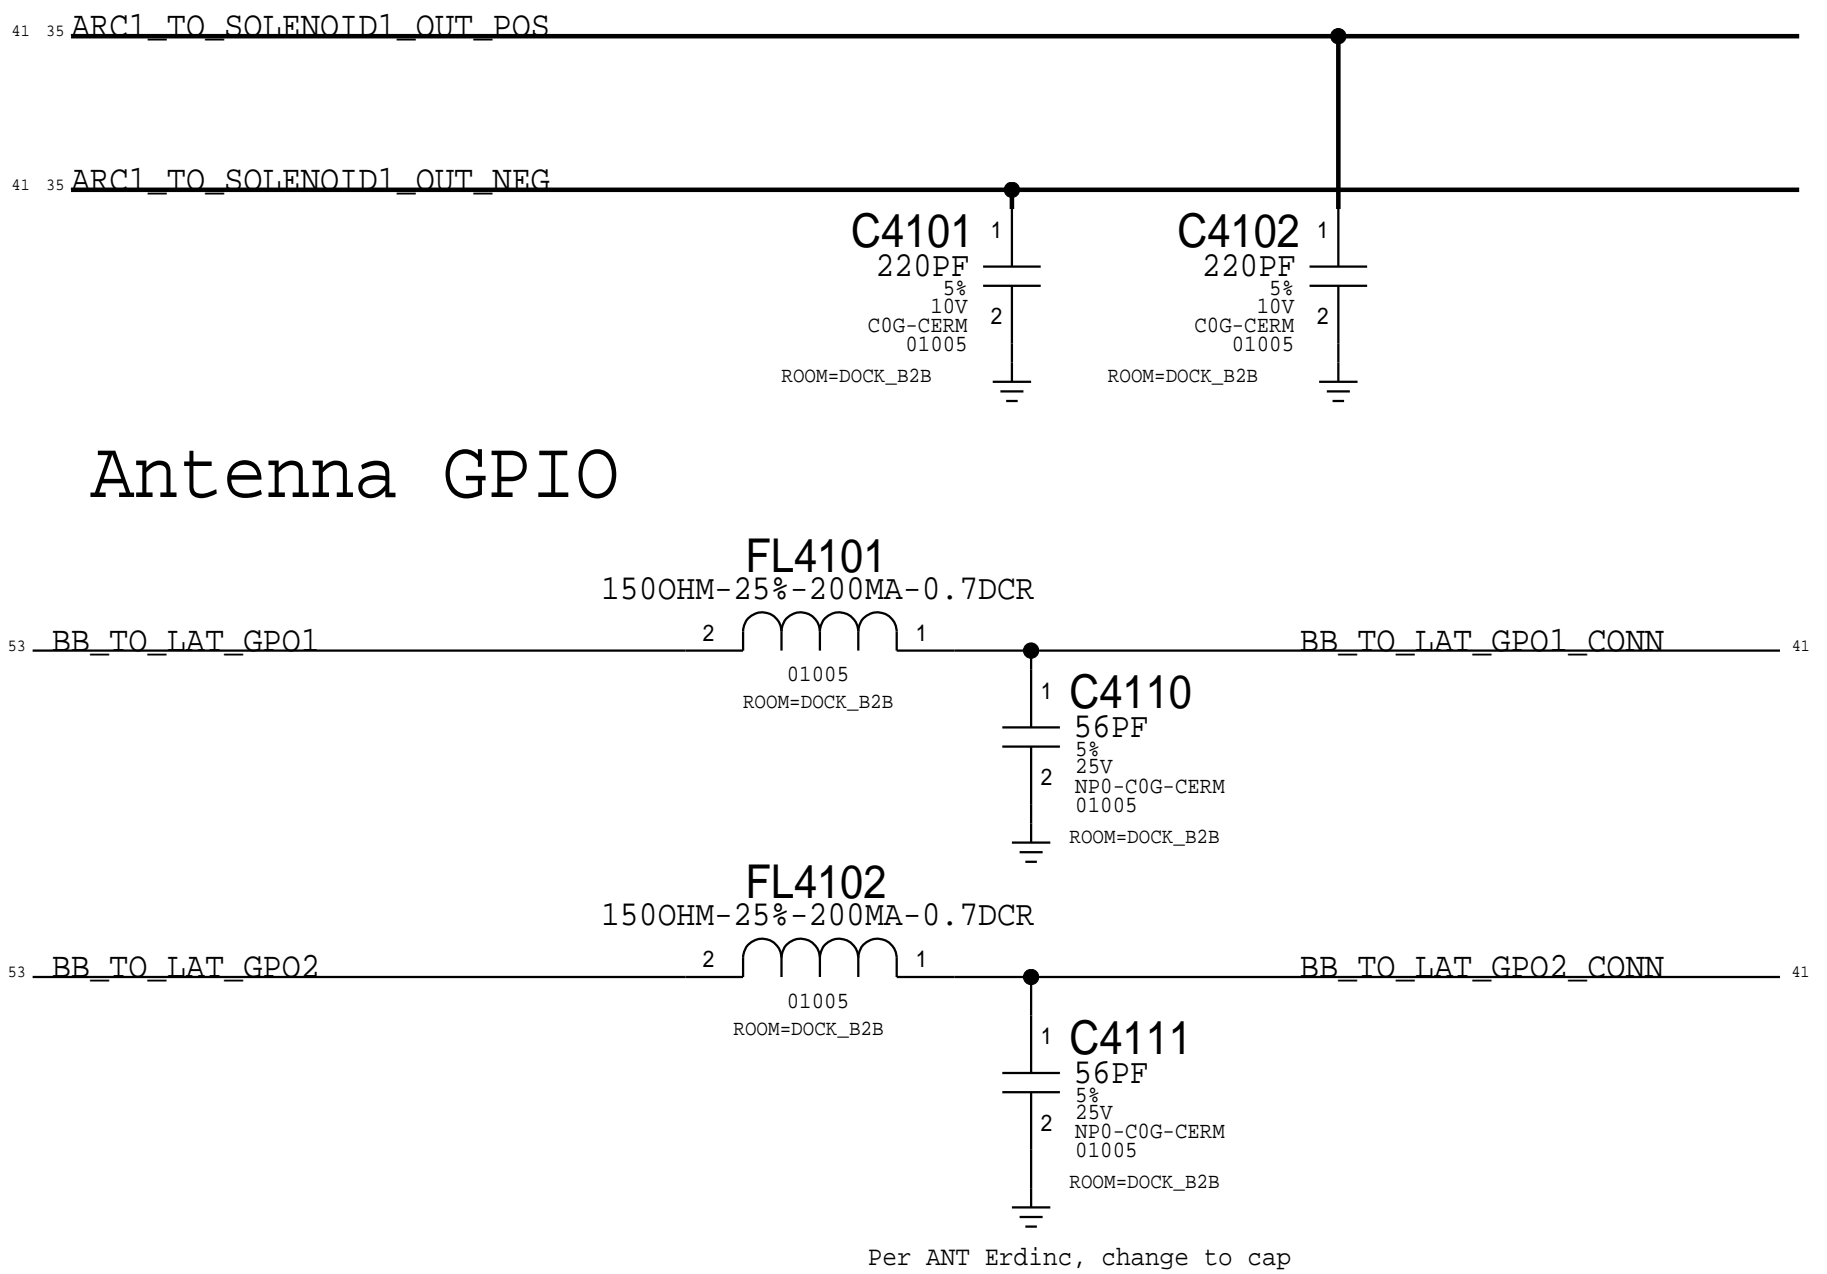 41 35 ARC1_TO_SOLENOID1_OUT_POS
41 35 ARC1_TO_SOLENOID1_OUT_NEG
C4101 1
220PF
5%
10V
2
C0G-CERM
01005
ROOM=DOCK_B2B
C4102 1
220PF
5%
10V
2
C0G-CERM
01005
ROOM=DOCK_B2B
Antenna GPIO
FL4101
150OHM-25%-200MA-0.7DCR
53 BB_TO_LAT_GPO1 2 1 BB_TO_LAT_GPO1_CONN 41
01005
ROOM=DOCK_B2B
1 C4110
56PF
5%
25V
2
NP0-C0G-CERM
01005
ROOM=DOCK_B2B
FL4102
150OHM-25%-200MA-0.7DCR
53 BB_TO_LAT_GPO2 2 1 BB_TO_LAT_GPO2_CONN 41
01005
ROOM=DOCK_B2B
1 C4111
56PF
5%
25V
2
NP0-C0G-CERM
01005
ROOM=DOCK_B2B
Per ANT Erdinc, change to cap